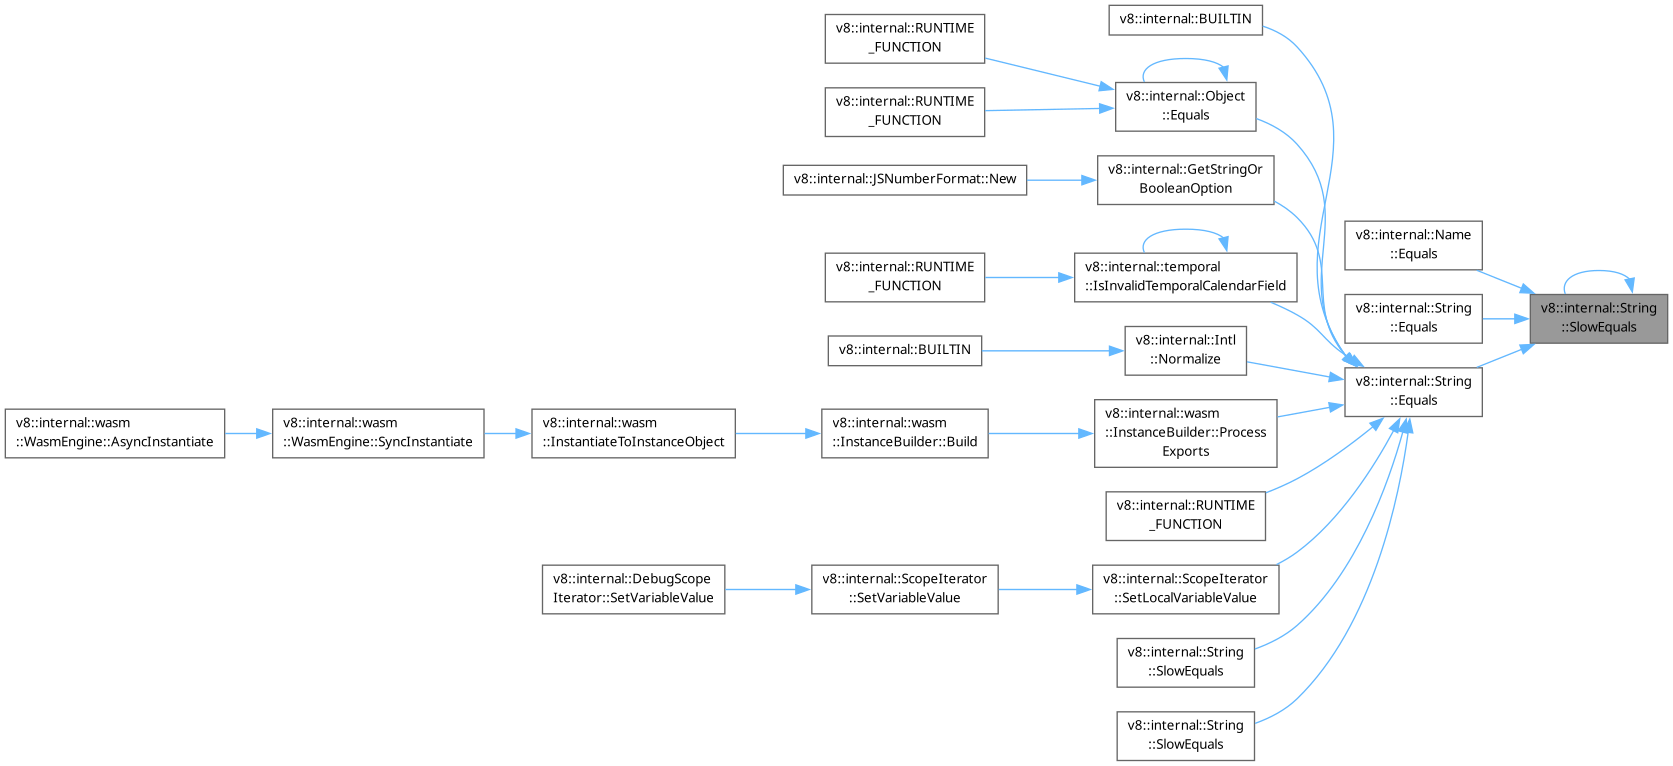 v8::internal::BUILTIN
v8::internal::RUNTIME
_FUNCTION
v8::internal::Object
::Equals
v8::internal::RUNTIME
_FUNCTION
v8::internal::GetStringOr
BooleanOption
v8::internal::JSNumberFormat::New
v8::internal::Name
::Equals
v8::internal::temporal
::IsInvalidTemporalCalendarField
v8::internal::RUNTIME
_FUNCTION
v8::internal::String
::Equals
v8::internal::String
::SlowEquals
v8::internal::Intl
::Normalize
v8::internal::BUILTIN
v8::internal::String
::Equals
v8::internal::wasm
::WasmEngine::AsyncInstantiate
v8::internal::wasm
::WasmEngine::SyncInstantiate
v8::internal::wasm
::InstantiateToInstanceObject
v8::internal::wasm
::InstanceBuilder::Build
v8::internal::wasm
::InstanceBuilder::Process
Exports
v8::internal::RUNTIME
_FUNCTION
v8::internal::DebugScope
Iterator::SetVariableValue
v8::internal::ScopeIterator
::SetVariableValue
v8::internal::ScopeIterator
::SetLocalVariableValue
v8::internal::String
::SlowEquals
v8::internal::String
::SlowEquals